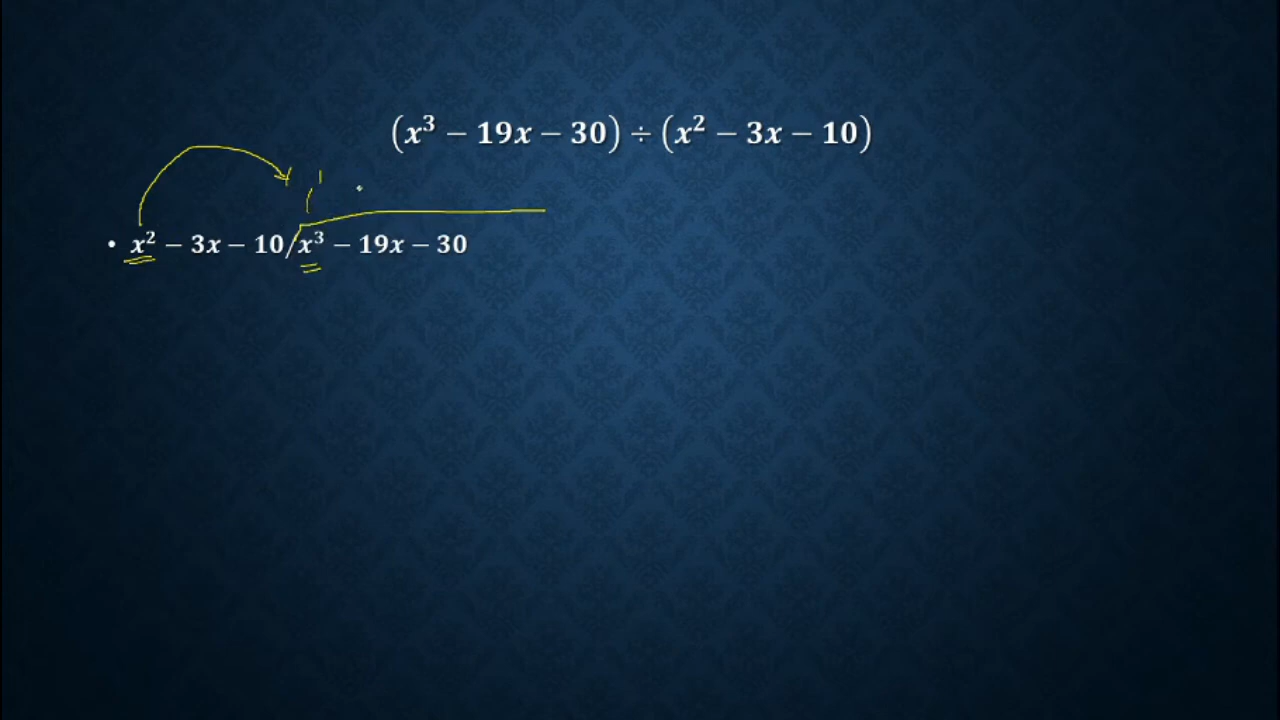 (x³ − 19x − 30) ÷ (x² − 3x − 10)
• x² − 3x − 10/x³ − 19x − 30